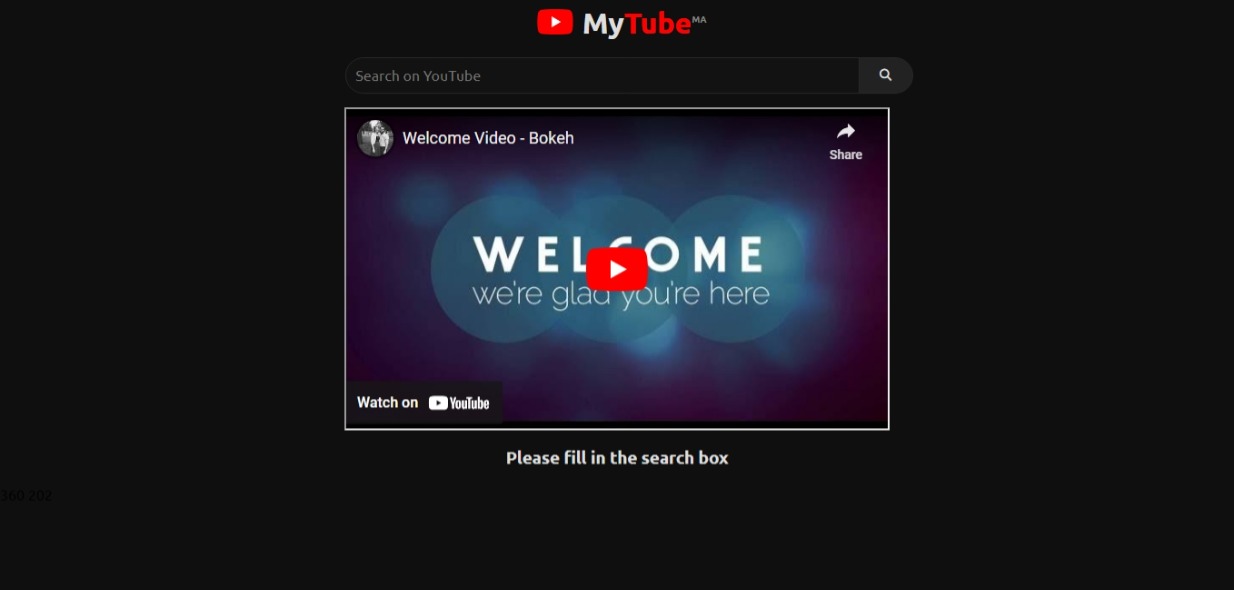 MyTube MA
Search on YouTube
Welcome Video - Bokeh
Share
WELCOME
we're glad you're here
Watch on YouTube
Please fill in the search box
360 202